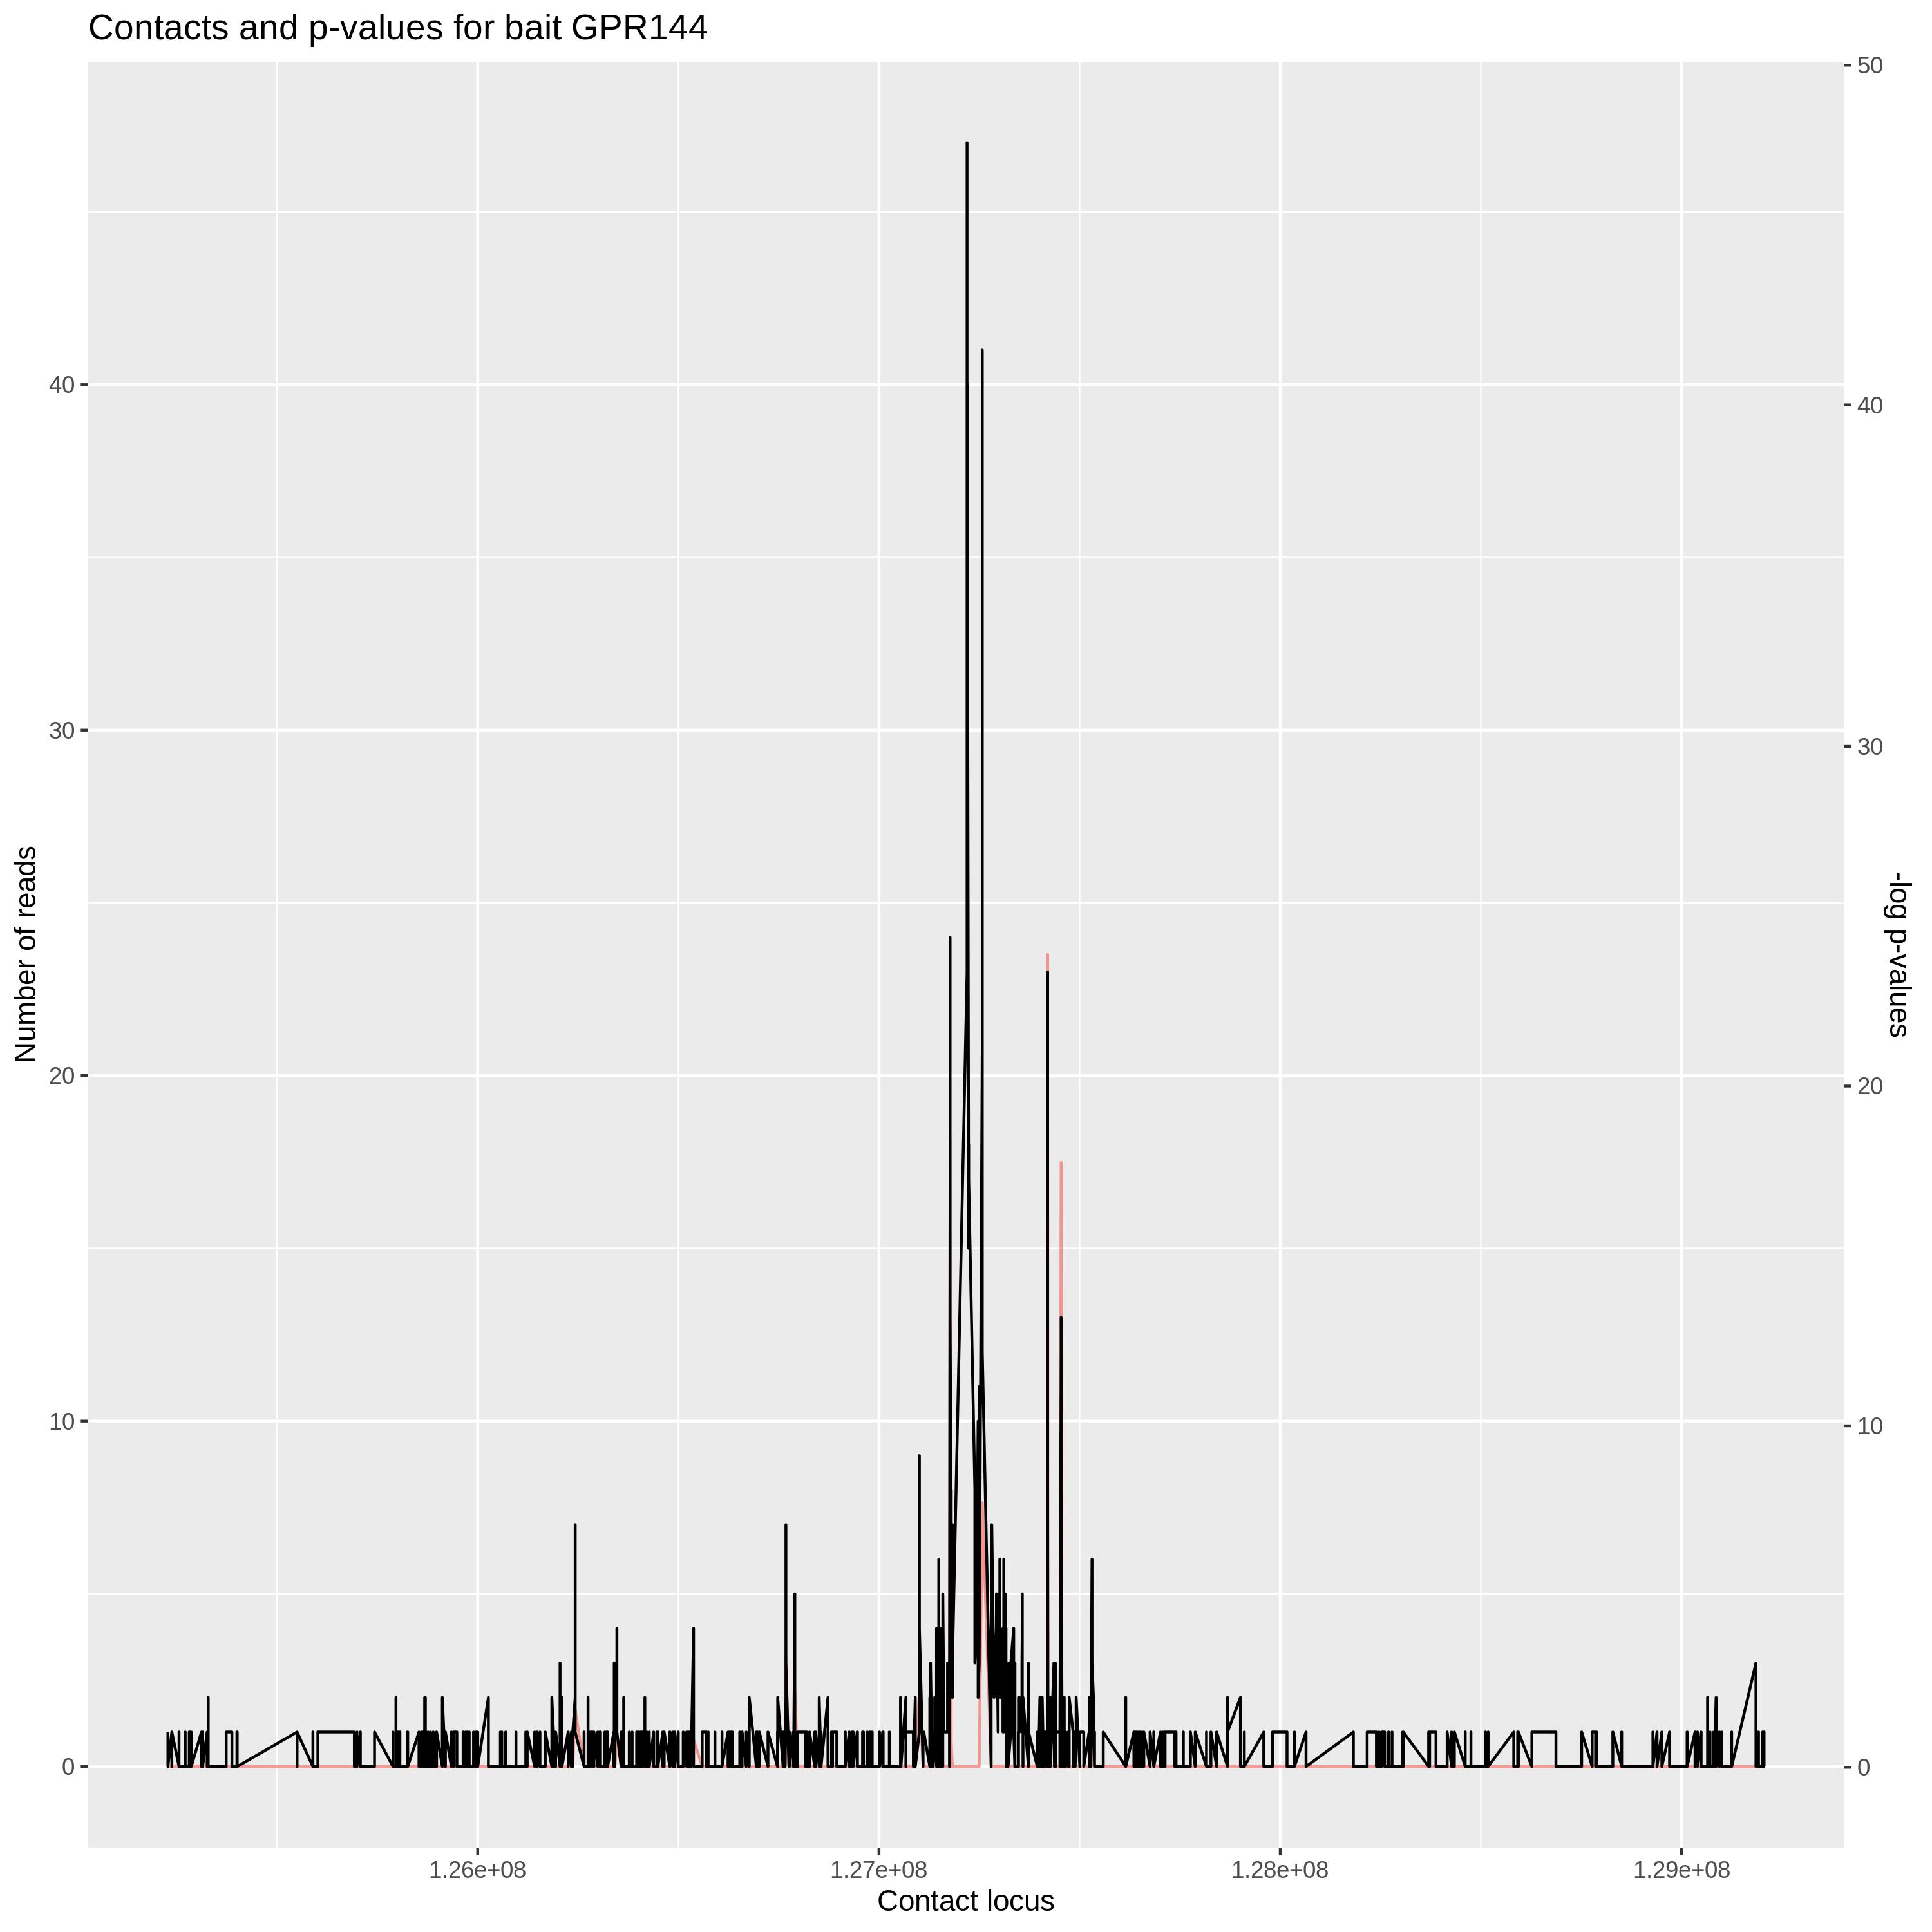 Contacts and p-values for bait GPR144
50
40
40
30
30
20
20
10
10
0
0
Number of reads
-log p-values
1.26e+08
1.27e+08
1.28e+08
1.29e+08
Contact locus